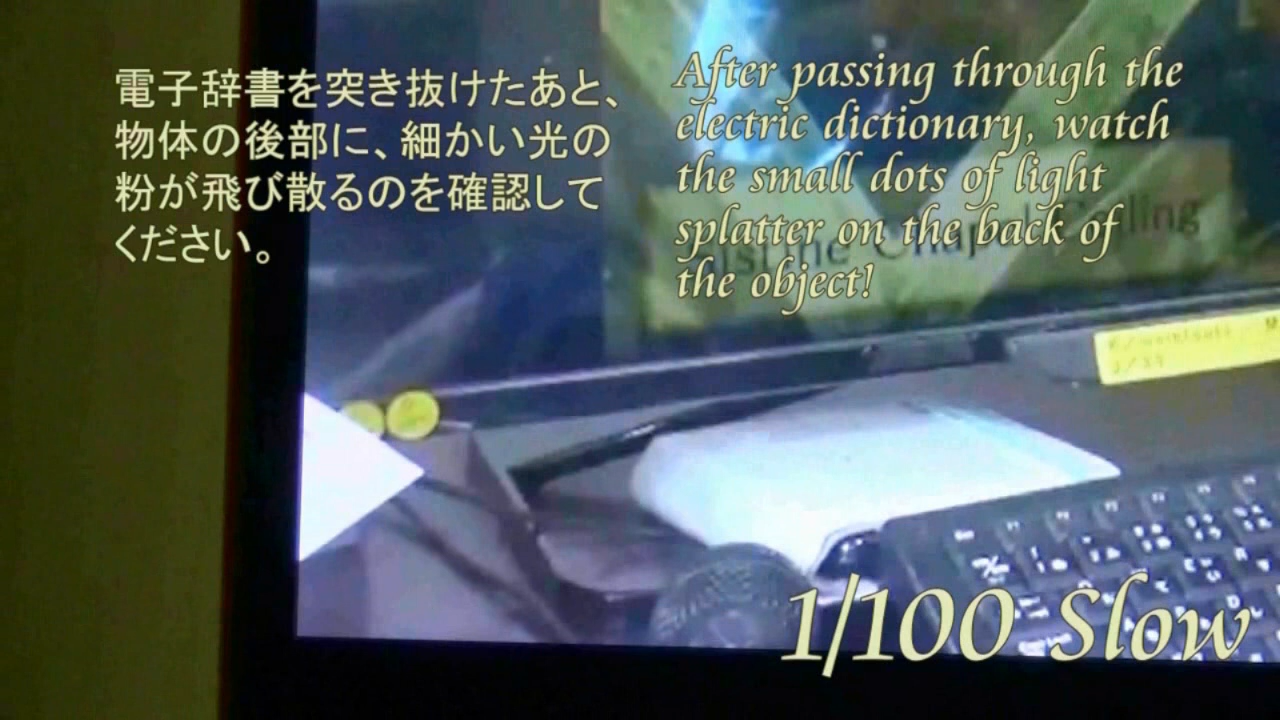 電子辞書を突き抜けたあと、
物体の後部に、細かい光の
粉が飛び散るのを確認して
ください。
After passing through the
electric dictionary, watch
the small dots of light
splatter on the back of
the object!
1/100 Slow